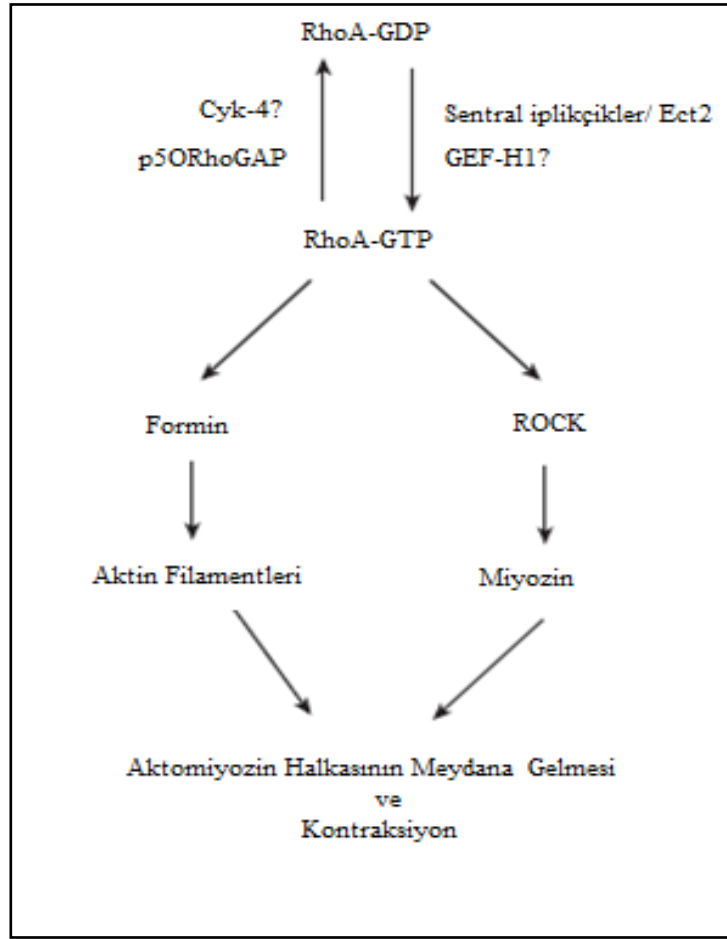 RhoA-GDP
Cyk-4?
p5ORhoGAP
Sentral iplikçikler/ Ect2
GEF-H1?
RhoA-GTP
Formin
ROCK
Aktin Filamentleri
Miyozin
Aktomiyozin Halkasının Meydana Gelmesi
ve
Kontraksiyon